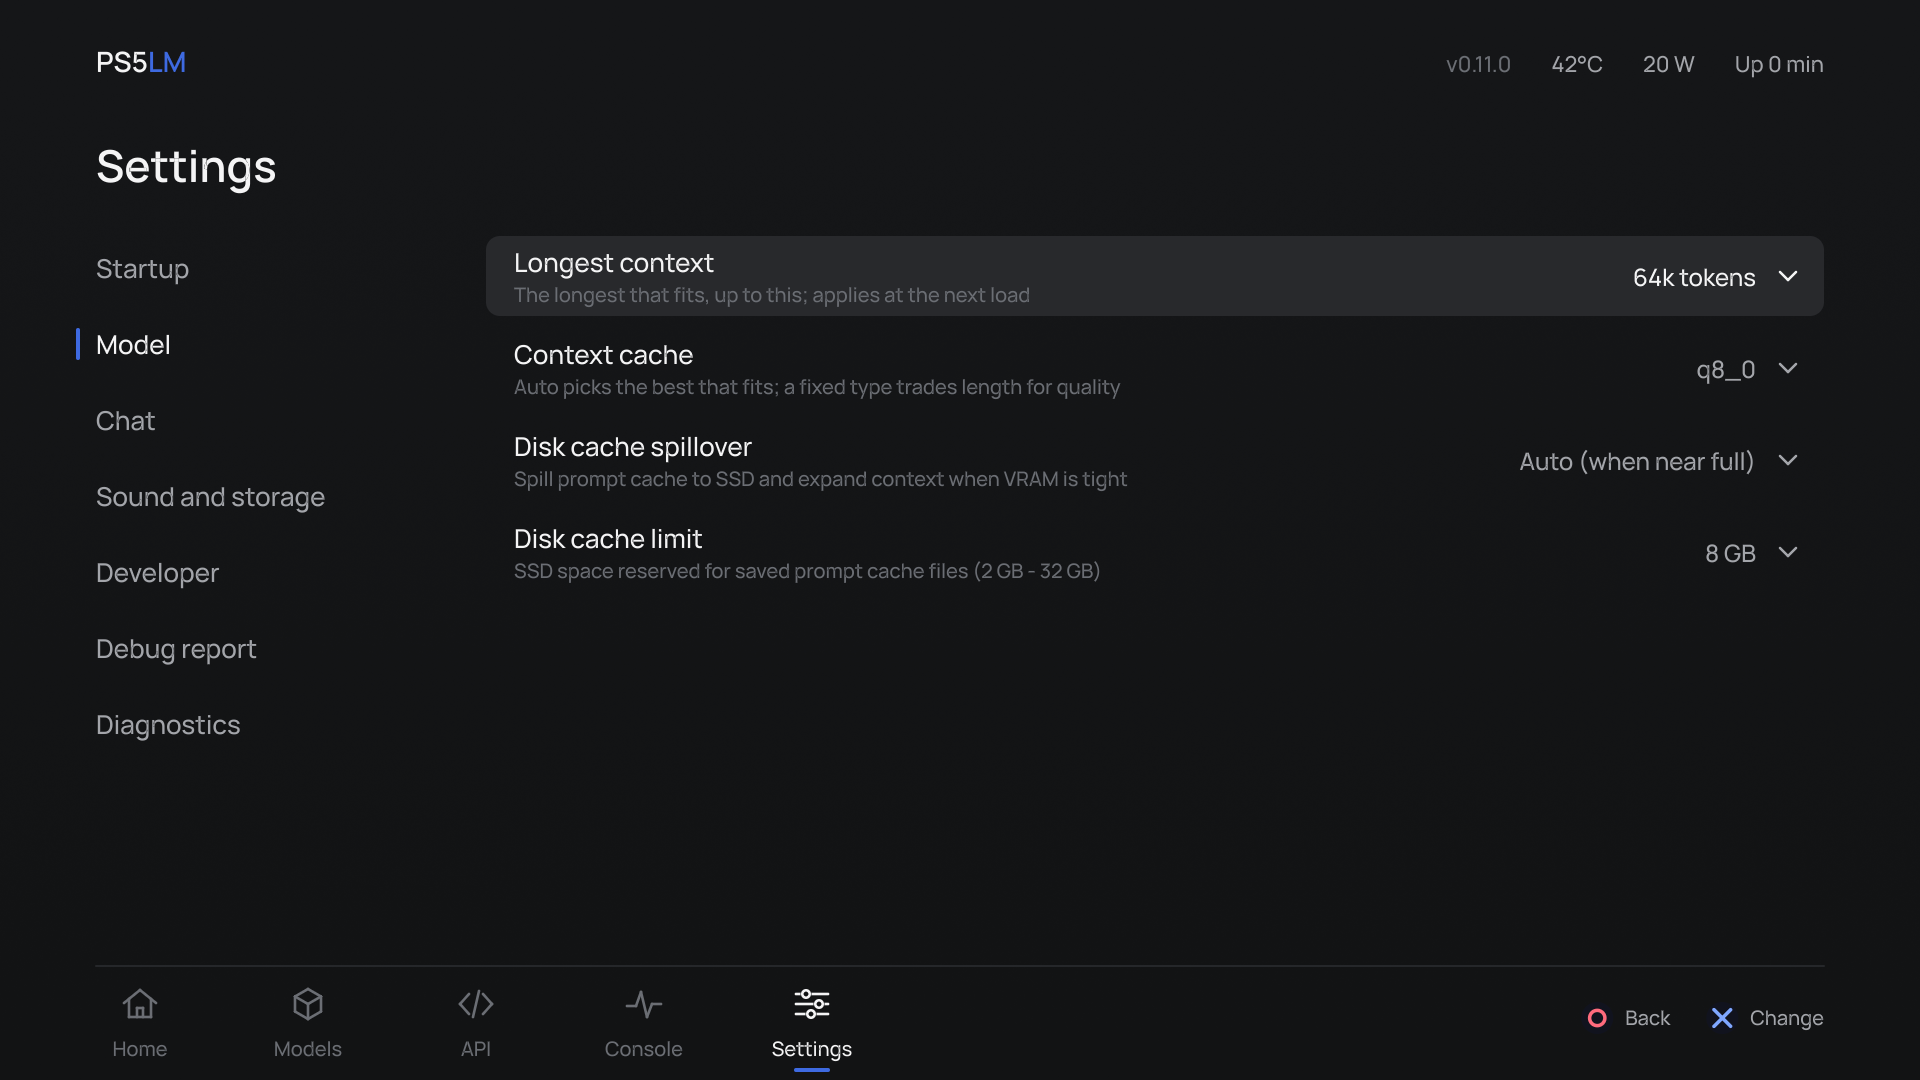 PS5LM
v0.11.0 42°C 20 W Up 0 min
Settings
Startup
Model
Chat
Sound and storage
Developer
Debug report
Diagnostics
Longest context
The longest that fits, up to this; applies at the next load
64k tokens
Context cache
Auto picks the best that fits; a fixed type trades length for quality
q8_0
Disk cache spillover
Spill prompt cache to SSD and expand context when VRAM is tight
Auto (when near full)
Disk cache limit
SSD space reserved for saved prompt cache files (2 GB - 32 GB)
8 GB
Home
Models
API
Console
Settings
Back
Change